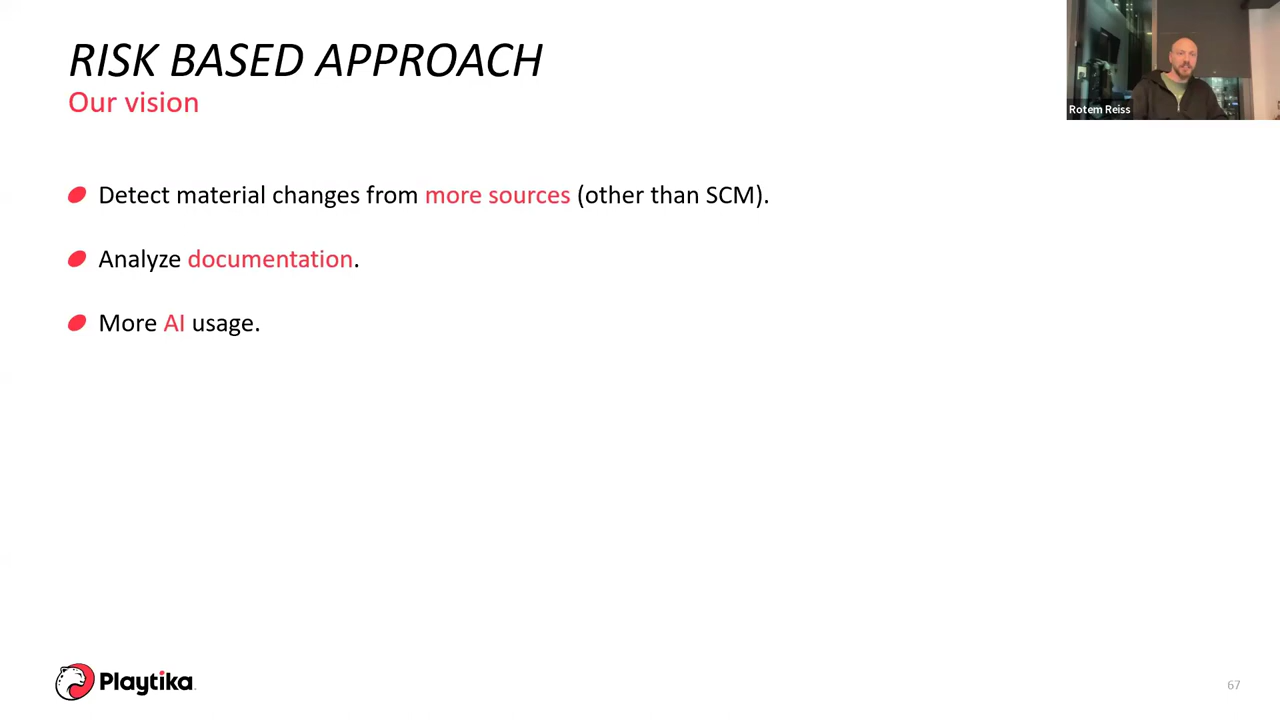 RISK BASED APPROACH
Our vision
Rotem Reiss
Detect material changes from more sources (other than SCM).
Analyze documentation.
More AI usage.
Playtika
67